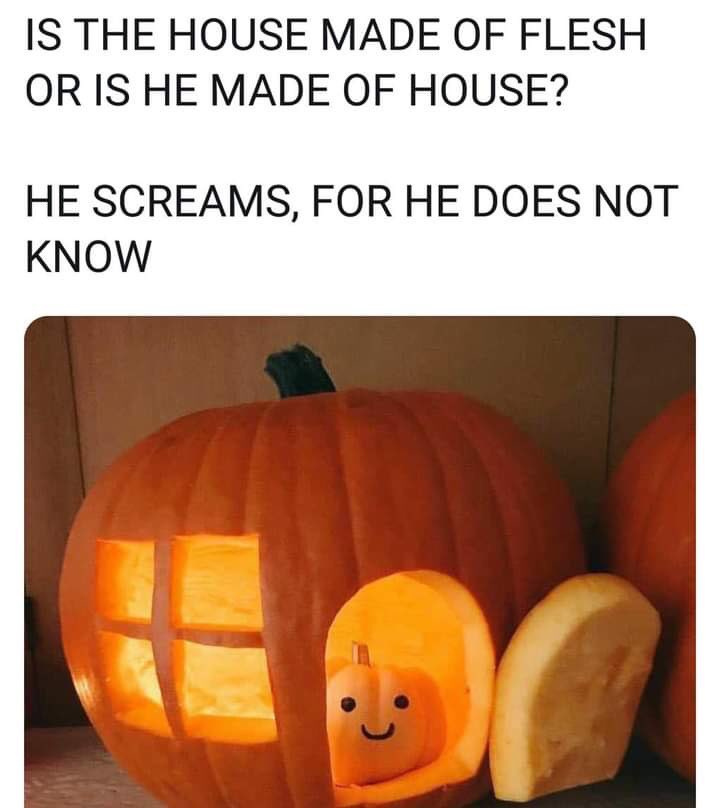 IS THE HOUSE MADE OF FLESH
OR IS HE MADE OF HOUSE?
HE SCREAMS, FOR HE DOES NOT
KNOW